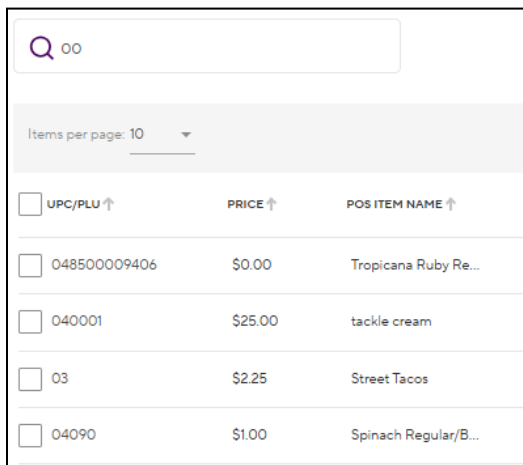 00
Items per page: 10
UPC/PLU PRICE POS ITEM NAME
048500009406 $0.00 Tropicana Ruby Re...
040001 $25.00 tackle cream
03 $2.25 Street Tacos
04090 $1.00 Spinach Regular/B...